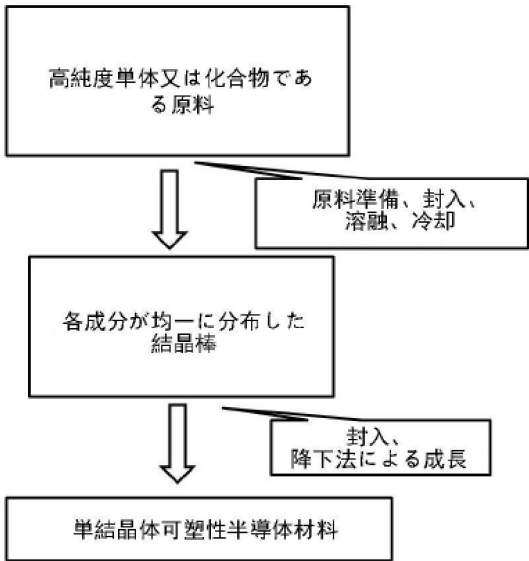 高純度単体又は化合物であ
る原料
原料準備、封入、
溶融、冷却
各成分が均一に分布した
結晶棒
封入、
降下法による成長
単結晶体可塑性半導体材料